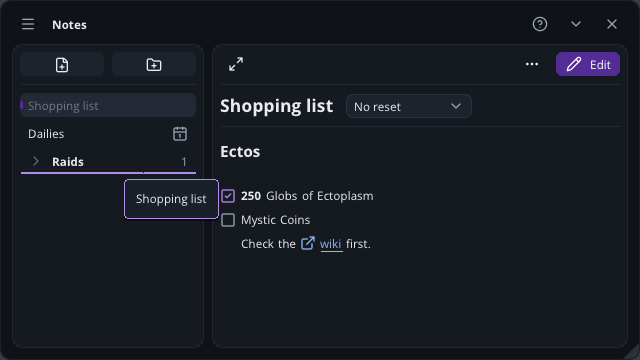 Notes
Edit
Shopping list
Dailies
1
Raids 1
Shopping list
Shopping list No reset
Ectos
250 Globs of Ectoplasm
Mystic Coins
Check the wiki first.